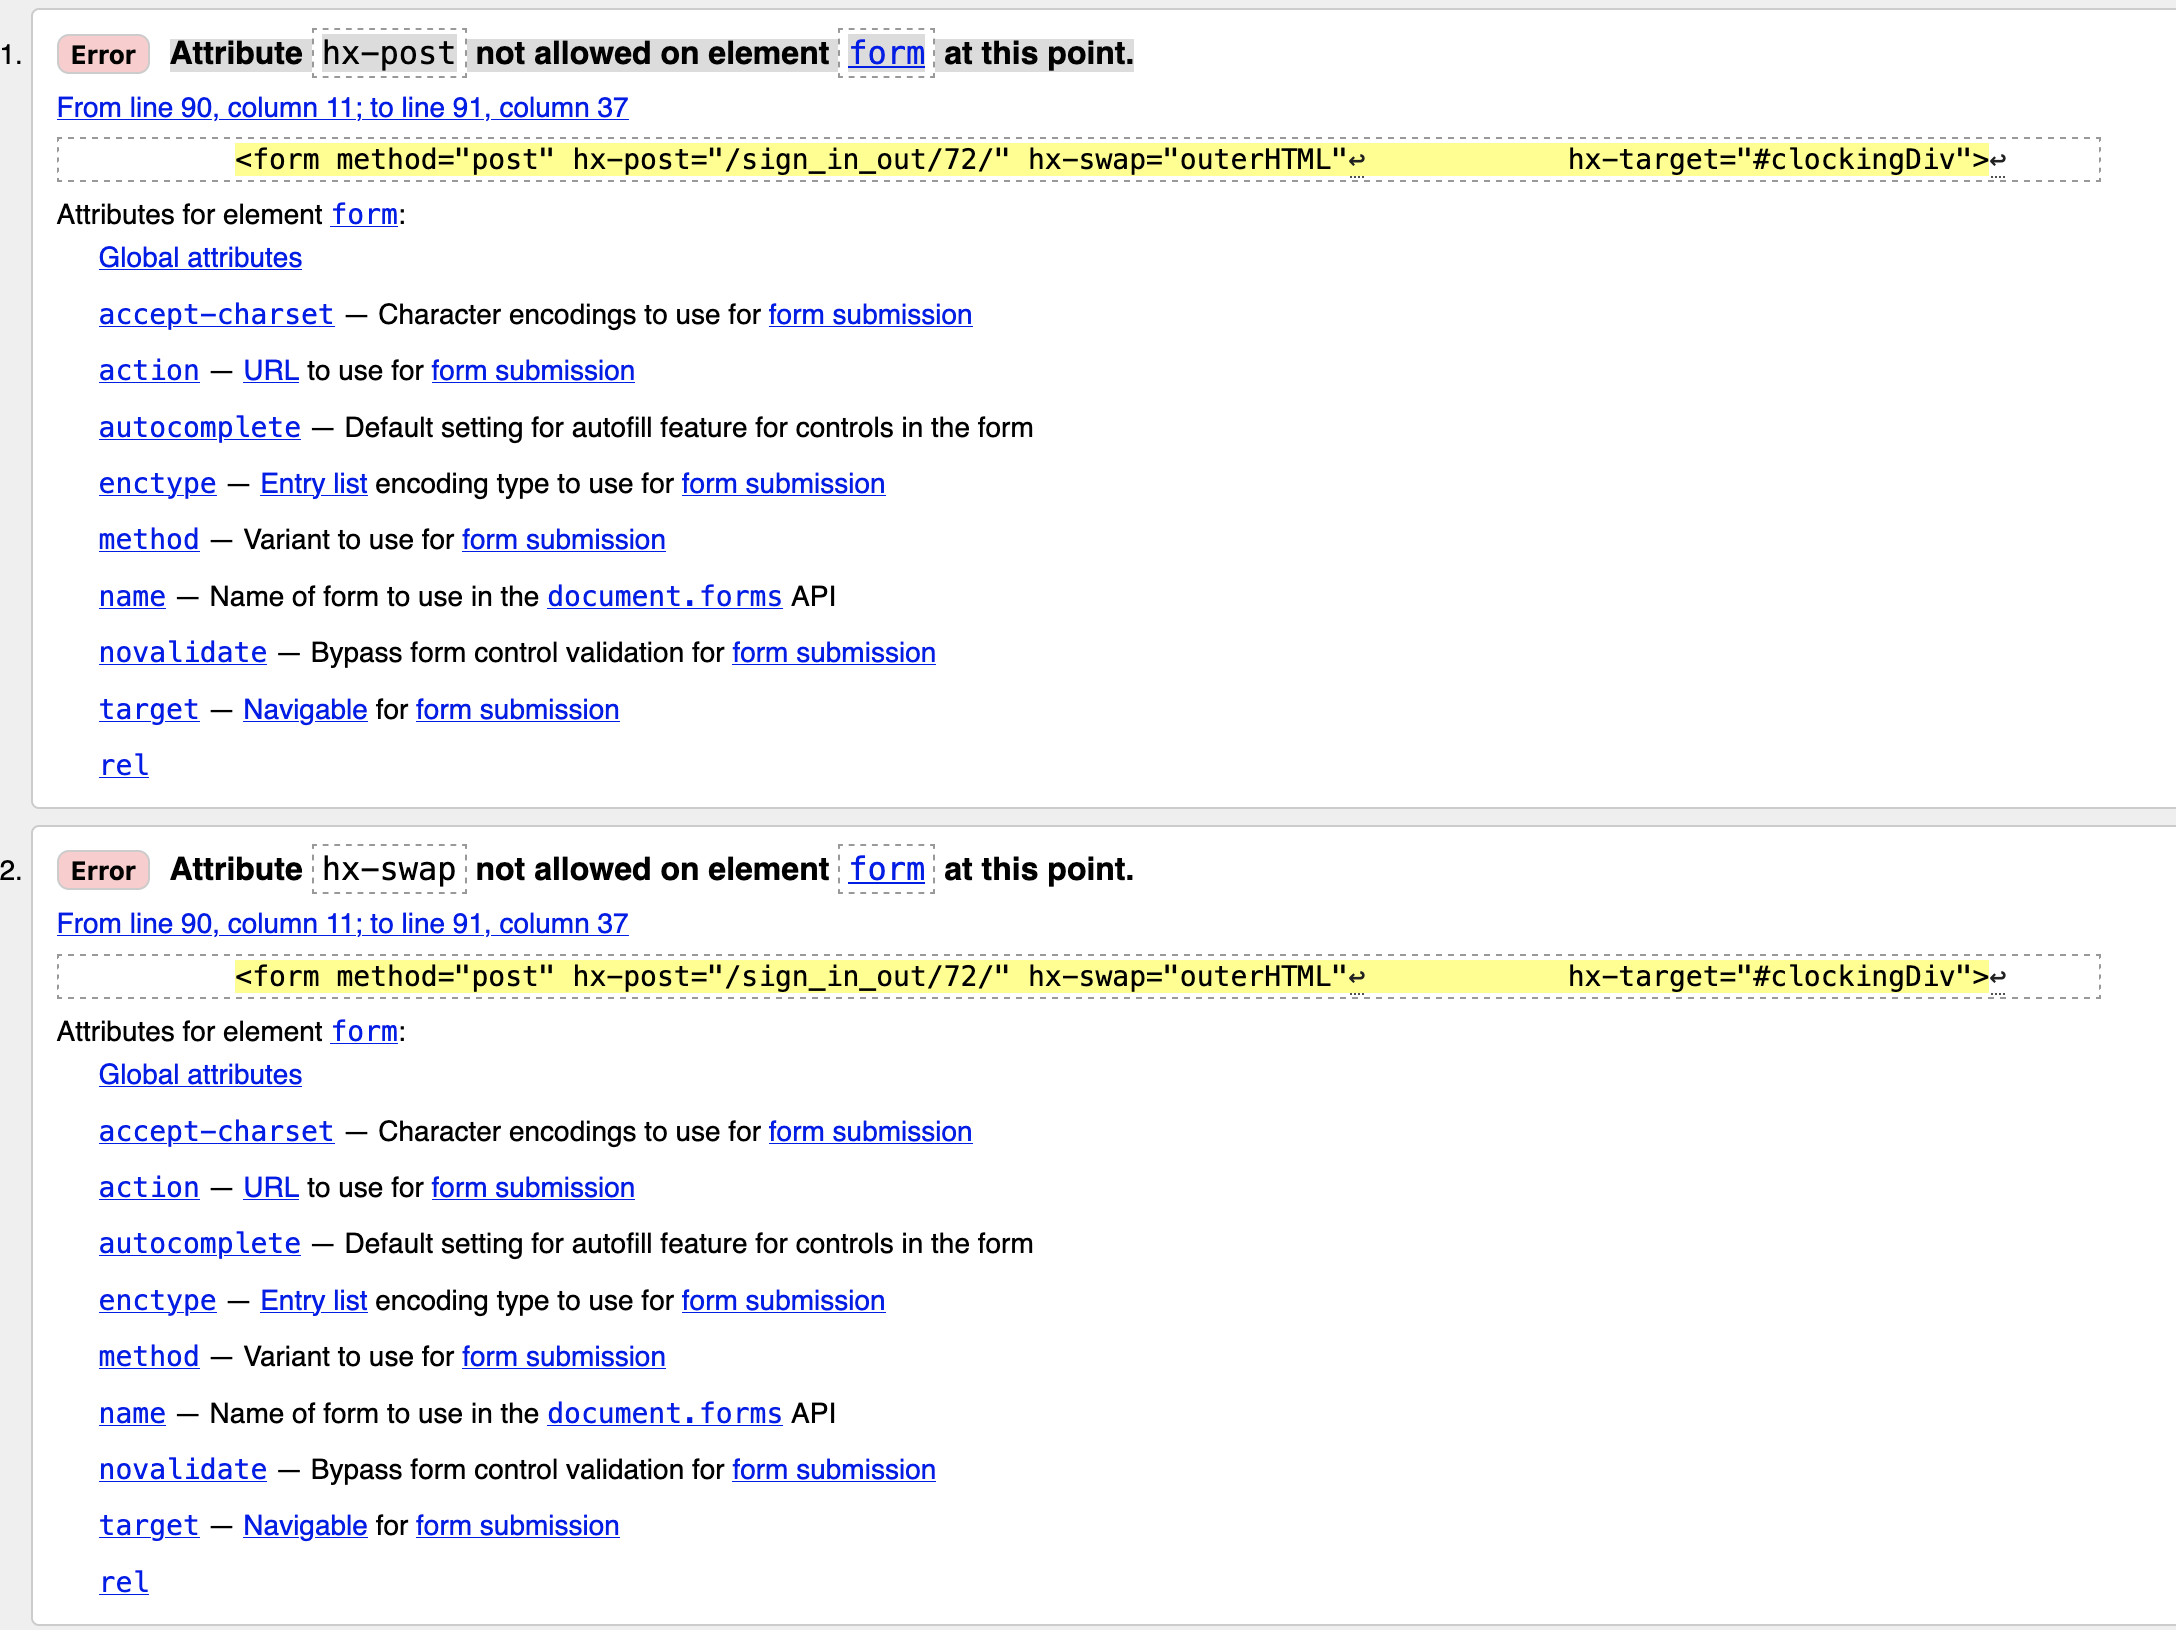 1. Error Attribute hx-post not allowed on element form at this point.
From line 90, column 11; to line 91, column 37
<form method="post" hx-post="/sign_in_out/72/" hx-swap="outerHTML"↩ hx-target="#clockingDiv">↩
Attributes for element form:
Global attributes
accept-charset — Character encodings to use for form submission
action — URL to use for form submission
autocomplete — Default setting for autofill feature for controls in the form
enctype — Entry list encoding type to use for form submission
method — Variant to use for form submission
name — Name of form to use in the document.forms API
novalidate — Bypass form control validation for form submission
target — Navigable for form submission
rel
2. Error Attribute hx-swap not allowed on element form at this point.
From line 90, column 11; to line 91, column 37
<form method="post" hx-post="/sign_in_out/72/" hx-swap="outerHTML"↩ hx-target="#clockingDiv">↩
Attributes for element form:
Global attributes
accept-charset — Character encodings to use for form submission
action — URL to use for form submission
autocomplete — Default setting for autofill feature for controls in the form
enctype — Entry list encoding type to use for form submission
method — Variant to use for form submission
name — Name of form to use in the document.forms API
novalidate — Bypass form control validation for form submission
target — Navigable for form submission
rel